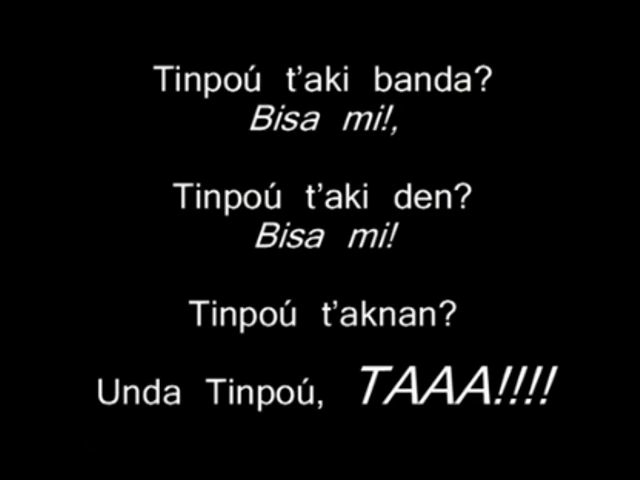 Tinpoú t'aki banda?
Bisa mi!,
Tinpoú t'aki den?
Bisa mi!
Tinpoú t'aknan?
Unda Tinpoú, TAAA!!!!